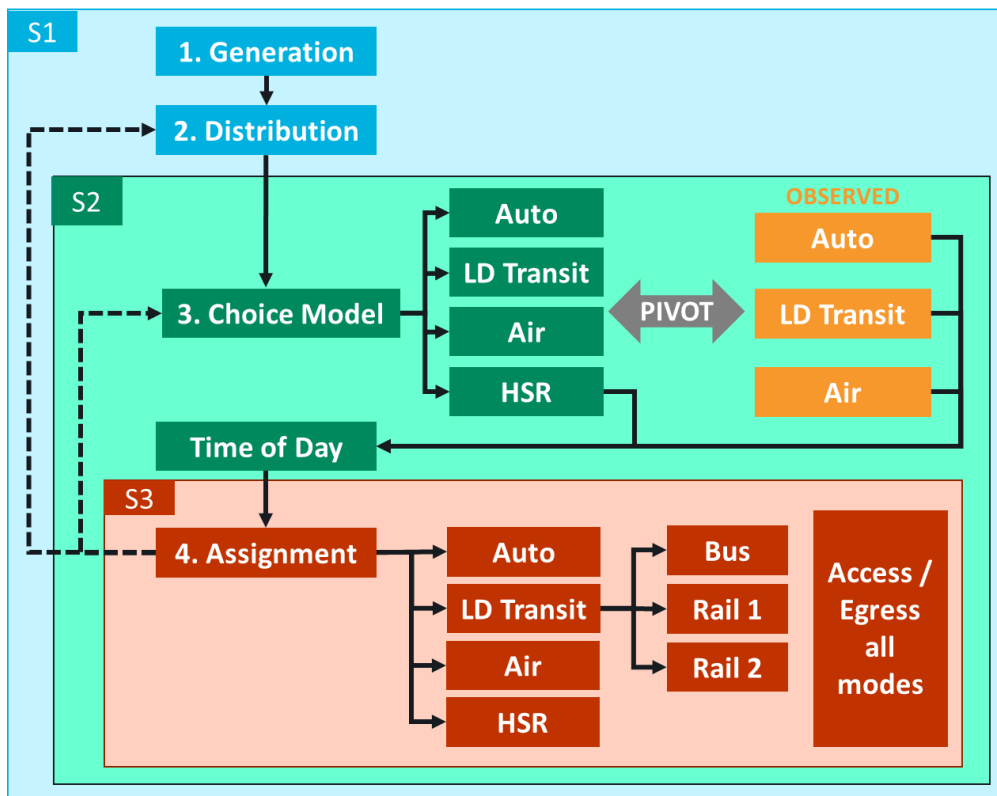 S1
1. Generation
2. Distribution
S2
Auto
LD Transit
3. Choice Model
Air
HSR
PIVOT
OBSERVED
Auto
LD Transit
Air
Time of Day
S3
4. Assignment
Auto
LD Transit
Air
HSR
Bus
Rail 1
Rail 2
Access /
Egress
all
modes